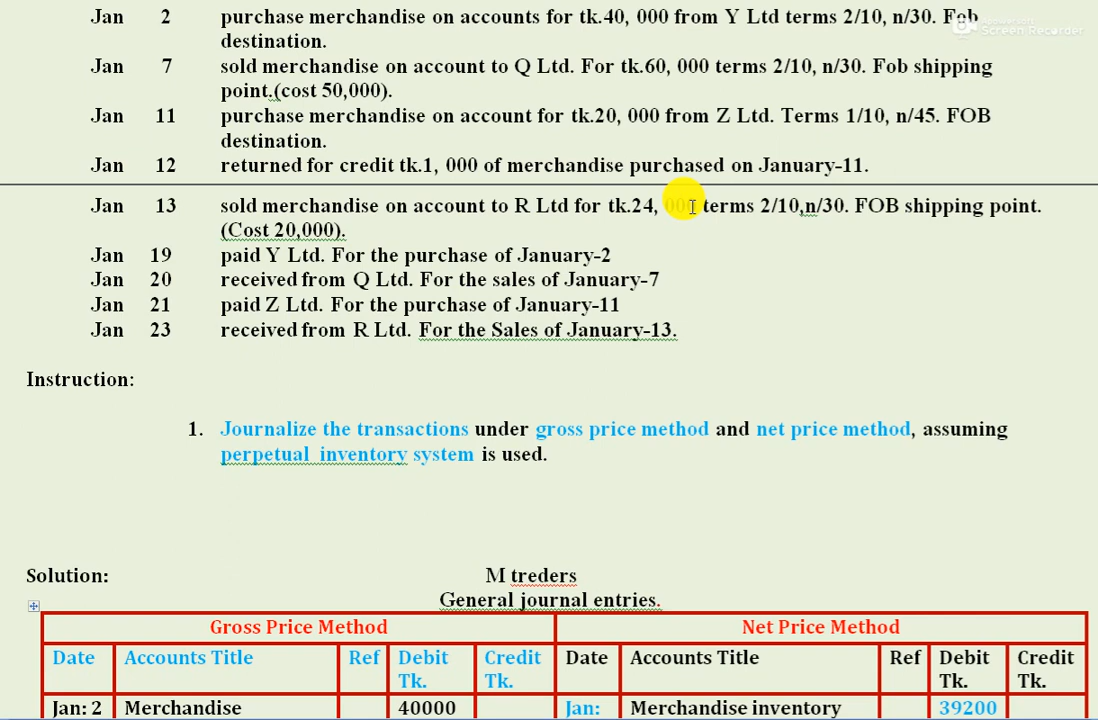 Jan 2 purchase merchandise on accounts for tk.40, 000 from Y Ltd terms 2/10, n/30. Fob
destination.
Apowersoft
Screen Recorder
Jan 7 sold merchandise on account to Q Ltd. For tk.60, 000 terms 2/10, n/30. Fob shipping
point.(cost 50,000).
Jan 11 purchase merchandise on account for tk.20, 000 from Z Ltd. Terms 1/10, n/45. FOB
destination.
Jan 12 returned for credit tk.1, 000 of merchandise purchased on January-11.
Jan 13 sold merchandise on account to R Ltd for tk.24, 000 terms 2/10,n/30. FOB shipping point.
(Cost 20,000).
Jan 19 paid Y Ltd. For the purchase of January-2
Jan 20 received from Q Ltd. For the sales of January-7
Jan 21 paid Z Ltd. For the purchase of January-11
Jan 23 received from R Ltd. For the Sales of January-13.
Instruction:
1. Journalize the transactions under gross price method and net price method, assuming
perpetual inventory system is used.
Solution: M treders
General journal entries.
Gross Price Method Net Price Method
Date Accounts Title Ref Debit Credit Date Accounts Title Ref Debit Credit
Tk. Tk. Tk. Tk.
Jan: 2 Merchandise 40000 Jan: Merchandise inventory 39200